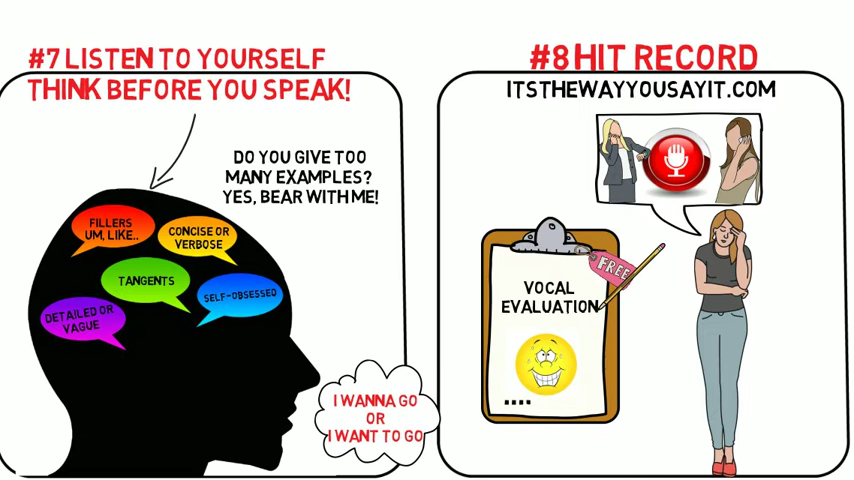 #7 LISTEN TO YOURSELF
THINK BEFORE YOU SPEAK!
DO YOU GIVE TOO
MANY EXAMPLES?
YES, BEAR WITH ME!
FILLERS
UM, LIKE..
CONCISE OR
VERBOSE
TANGENTS
SELF-OBSESSED
DETAILED OR
VAGUE
I WANNA GO
OR
I WANT TO GO
#8 HIT RECORD
ITSTHEWAYYOUSAYIT.COM
FREE
VOCAL
EVALUATION
....